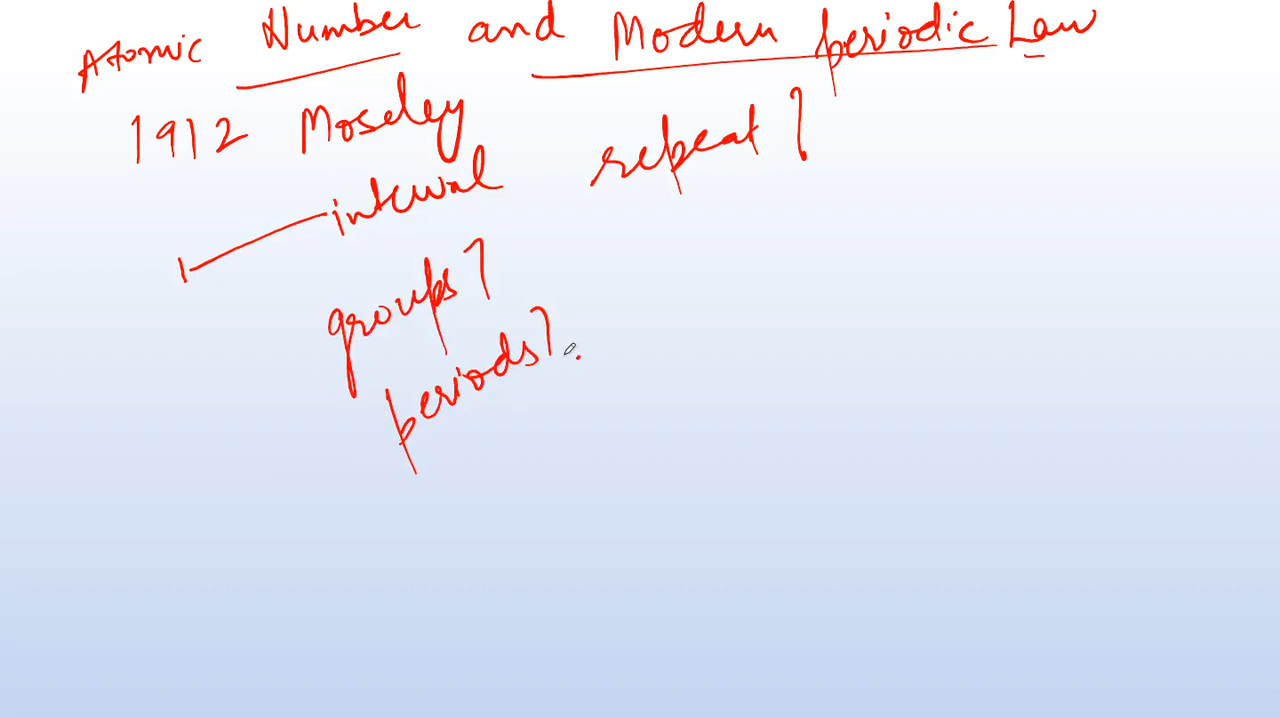 Atomic Number and Modern periodic Law
1912 Moseley
interval repeat ?
groups ?
periods ?